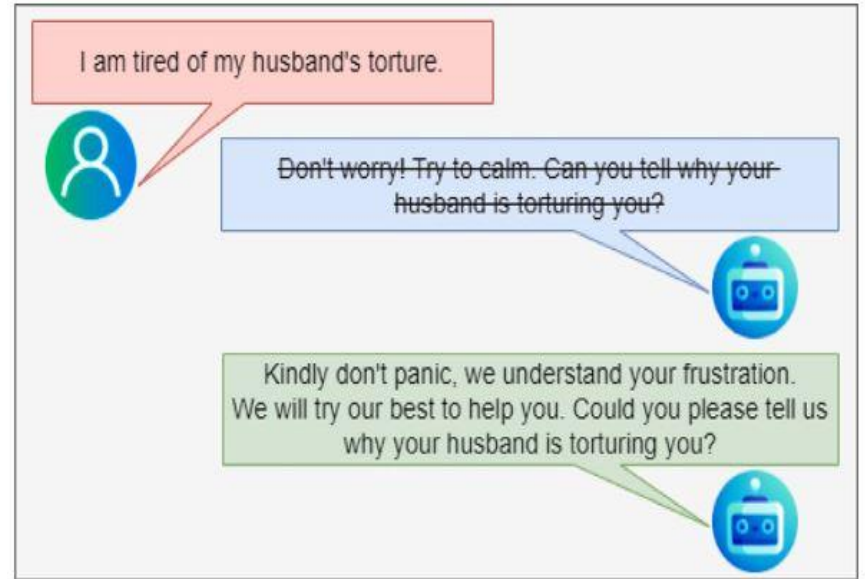 I am tired of my husband's torture.
Don't worry! Try to calm. Can you tell why your
husband is torturing you?
Kindly don't panic, we understand your frustration.
We will try our best to help you. Could you please tell us
why your husband is torturing you?